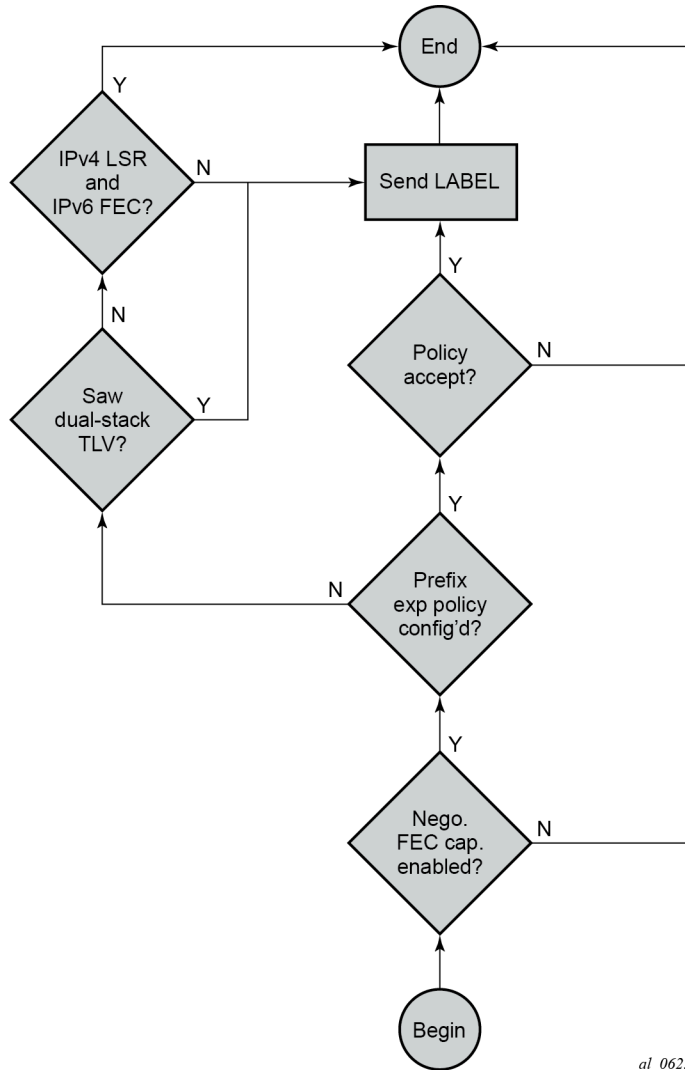 End
Y
IPv4 LSR
and
IPv6 FEC?
N
Send LABEL
Y
N
Policy
accept?
N
Saw
dual-stack
TLV?
Y
Y
N
Prefix
exp policy
config'd?
Y
Nego.
FEC cap.
enabled?
N
Begin
al_062